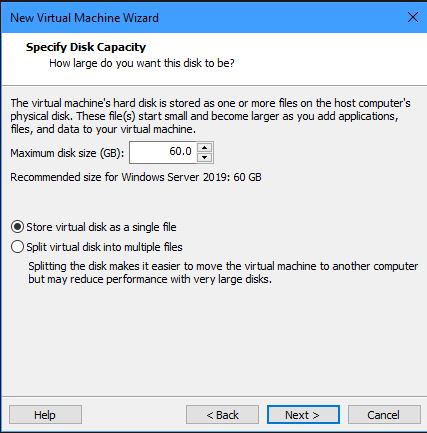 New Virtual Machine Wizard
Specify Disk Capacity
How large do you want this disk to be?
The virtual machine's hard disk is stored as one or more files on the host computer's
physical disk. These file(s) start small and become larger as you add applications,
files, and data to your virtual machine.
Maximum disk size (GB): 60.0
Recommended size for Windows Server 2019: 60 GB
Store virtual disk as a single file
Split virtual disk into multiple files
Splitting the disk makes it easier to move the virtual machine to another computer
but may reduce performance with very large disks.
Help < Back Next > Cancel